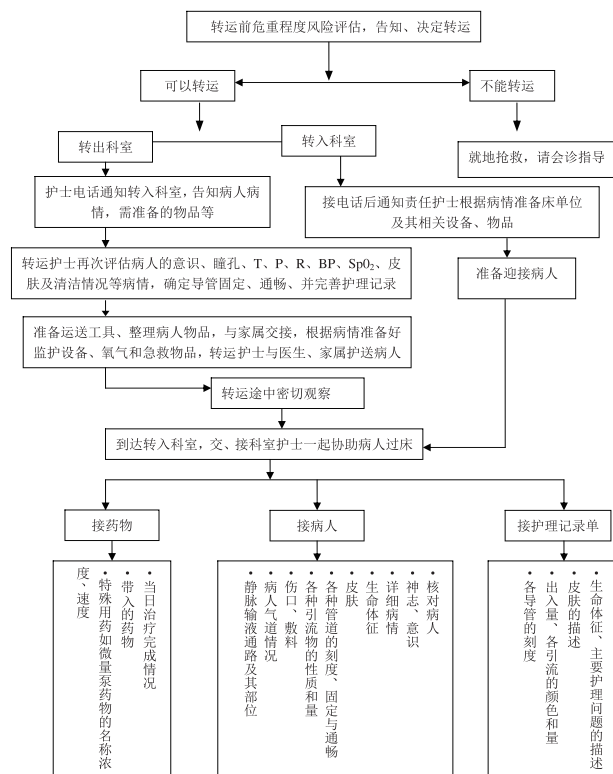 转运前危重程度风险评估，告知、决定转运
可以转运
不能转运
转出科室
转入科室
就地抢救，请会诊指导
护士电话通知转入科室，告知病人病
情，需准备的物品等
接电话后通知责任护士根据病情准备床单位
及其相关设备、物品
转运护士再次评估病人的意识、瞳孔、T、P、R、BP、SpO₂、皮
肤及清洁情况等病情，确定导管固定、通畅、并完善护理记录
准备迎接病人
准备运送工具、整理病人物品，与家属交接，根据病情准备好
监护设备、氧气和急救物品，转运护士与医生、家属护送病人
转运途中密切观察
到达转入科室，交、接科室护士一起协助病人过床
接药物
接病人
接护理记录单
• 当日治疗完成情况
• 带入的药物
• 特殊用药如微量泵药物的名称浓
度、速度
• 核对病人
• 神志、意识
• 详细病情
• 生命体征
• 皮肤
• 各种管道的刻度、固定与通畅
• 各种引流物的性质和量
• 伤口、敷料
• 病人气道情况
• 静脉输液通路及其部位
• 生命体征、主要护理问题的描述
• 皮肤的描述
• 出入量、各引流的颜色和量
• 各导管的刻度